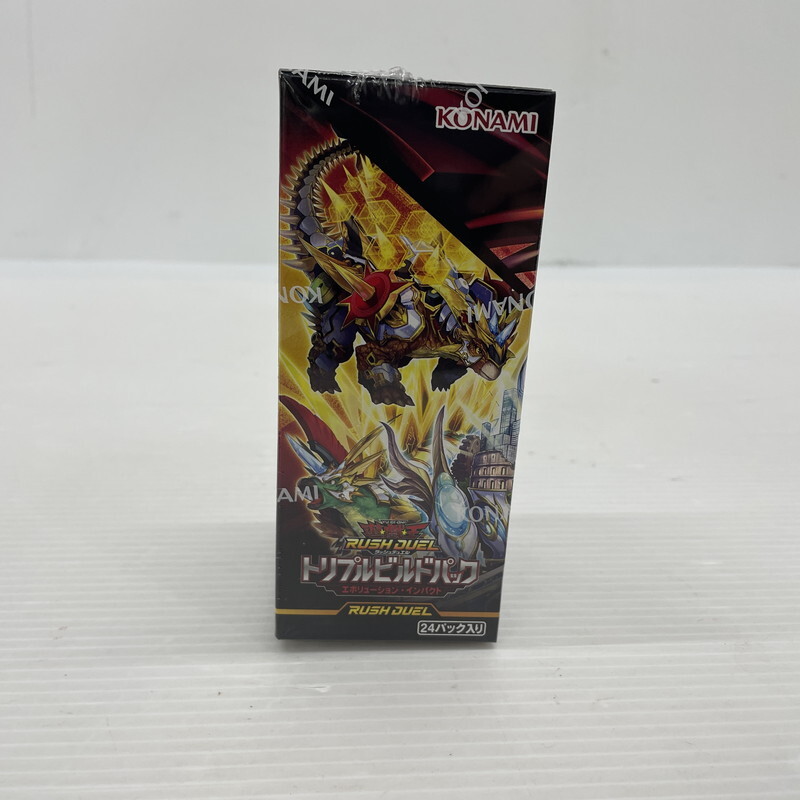 KONAMI
KONAMI
遊戯王
RUSH DUEL
ラッシュデュエル
トリプルビルドパック
エボリューション・インパクト
RUSH DUEL
24パック入り